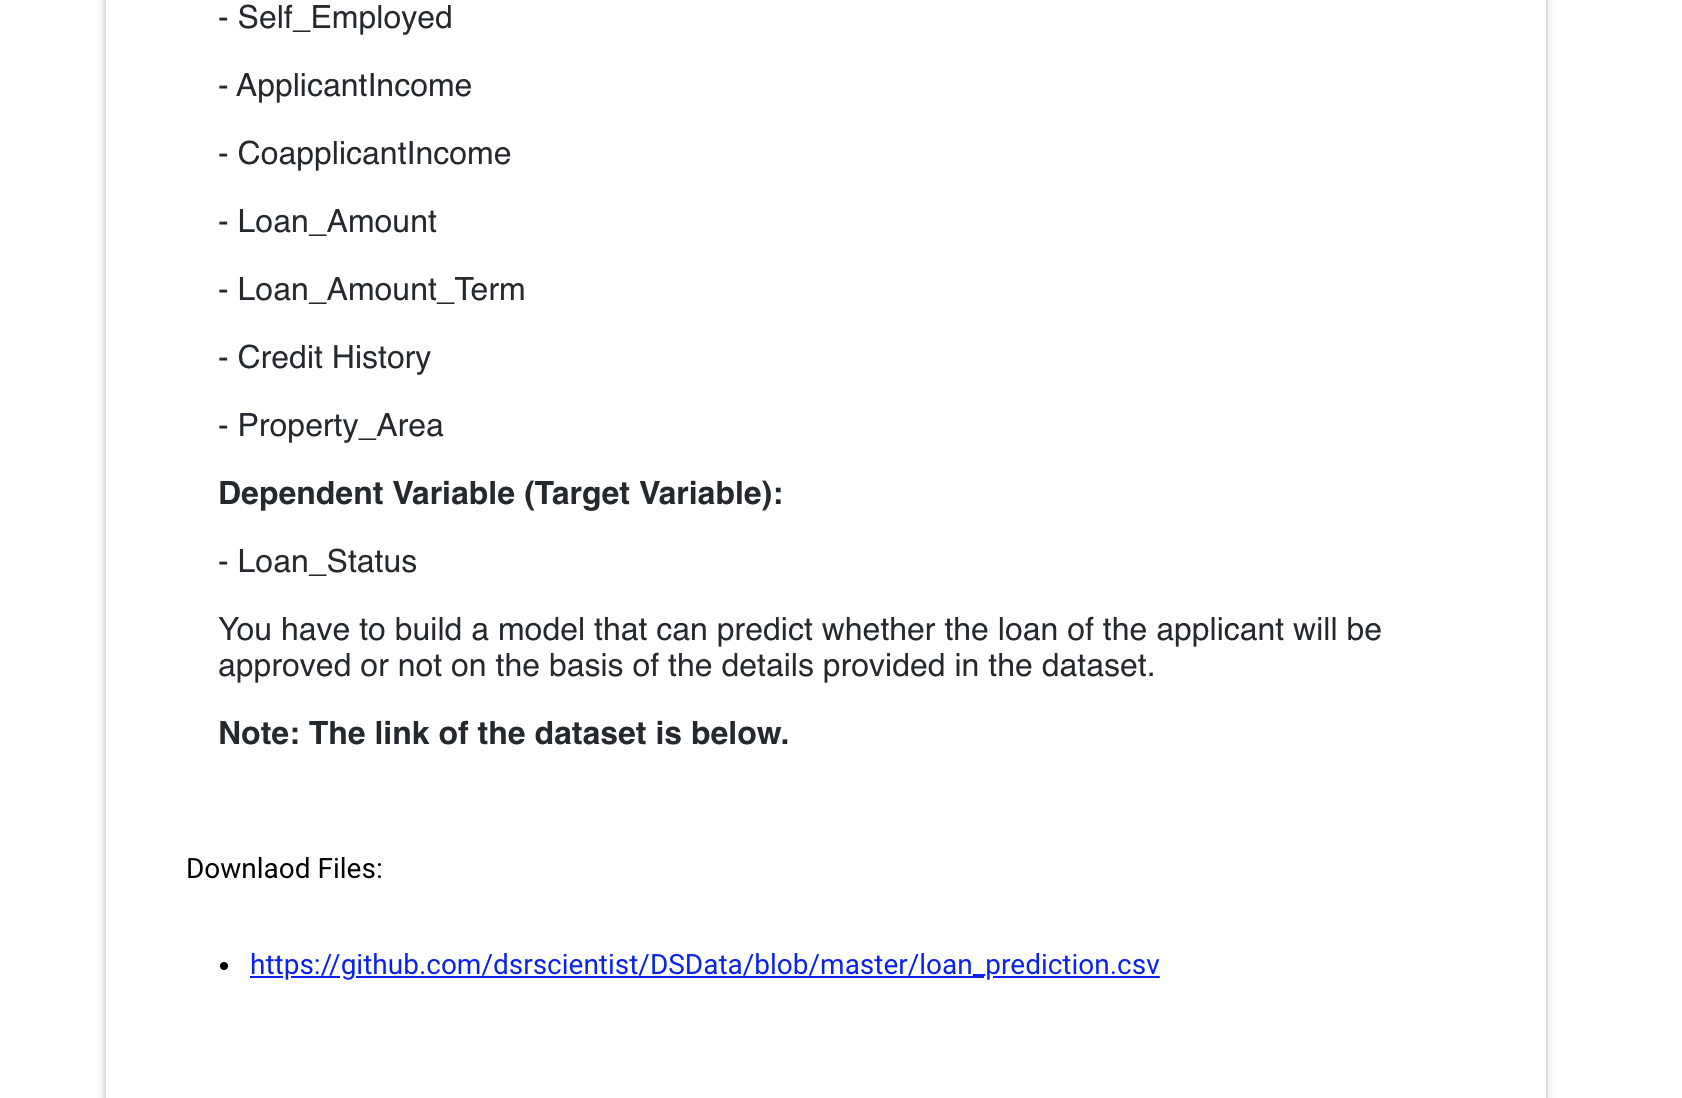 - Self_Employed
- ApplicantIncome
- CoapplicantIncome
- Loan_Amount
- Loan_Amount_Term
- Credit History
- Property_Area
Dependent Variable (Target Variable):
- Loan_Status
You have to build a model that can predict whether the loan of the applicant will be
approved or not on the basis of the details provided in the dataset.
Note: The link of the dataset is below.
Downlaod Files:
• https://github.com/dsrscientist/DSData/blob/master/loan_prediction.csv